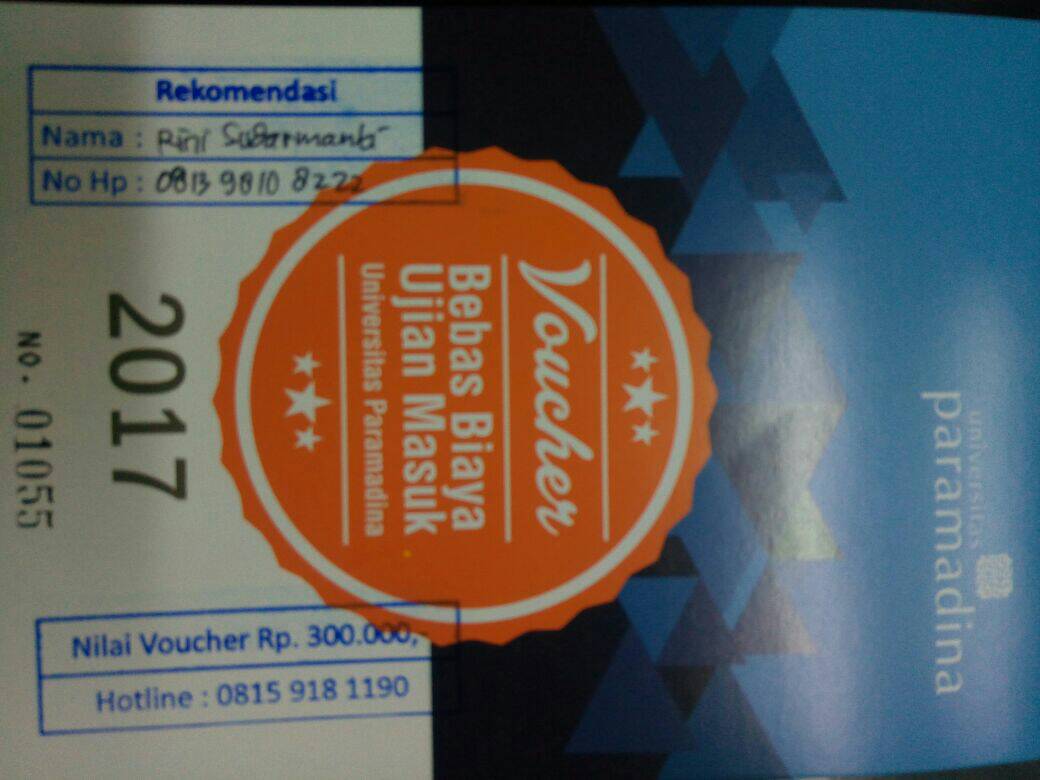 universitas
paramadina
Voucher
Bebas Biaya
Ujian Masuk
Universitas Paramadina
2017
NO. 01055
Rekomendasi
Nama : Rini Sudarmanti
No Hp : 0813 9810 8222
Nilai Voucher Rp. 300.000,-
Hotline : 0815 918 1190